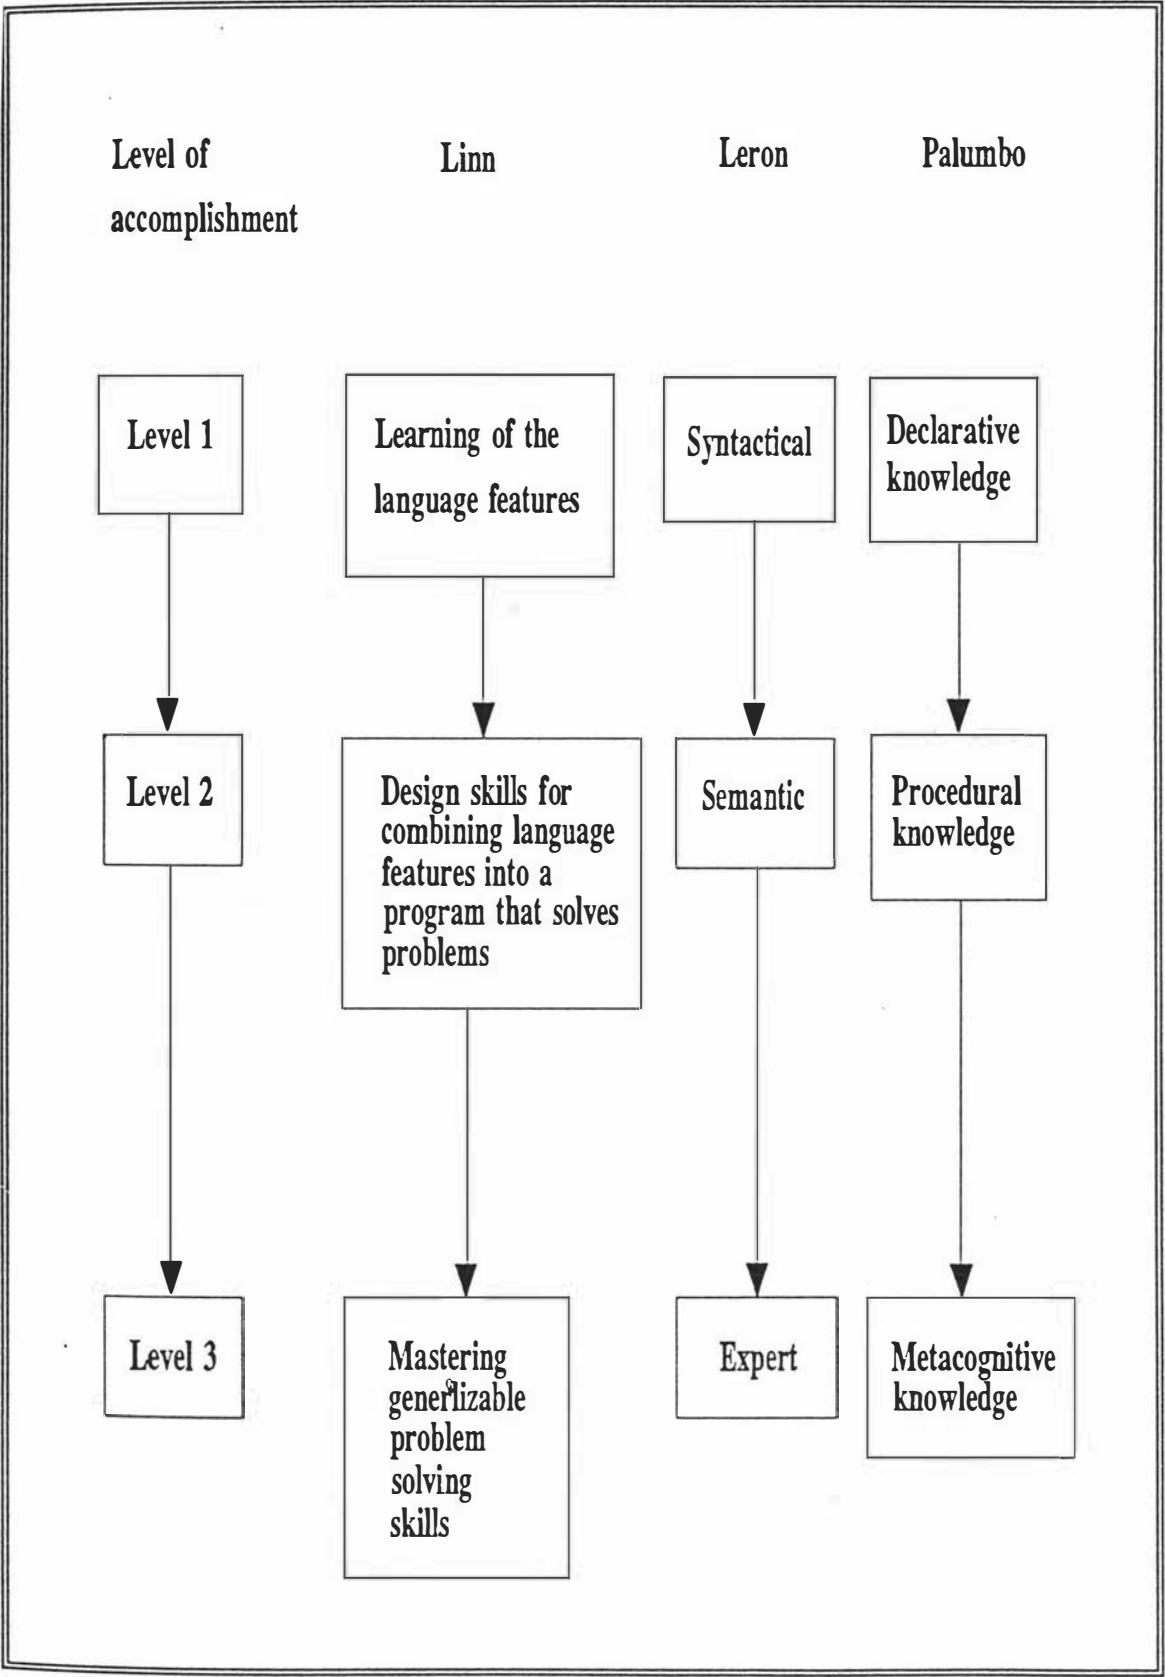 Level of
accomplishment
Linn
Leron
Palumbo
Level 1
Learning of the
language features
Syntactical
Declarative
knowledge
Level 2
Design skills for
combining language
features into a
program that solves
problems
Semantic
Procedural
knowledge
Level 3
Mastering
generalizable
problem
solving
skills
Expert
Metacognitive
knowledge